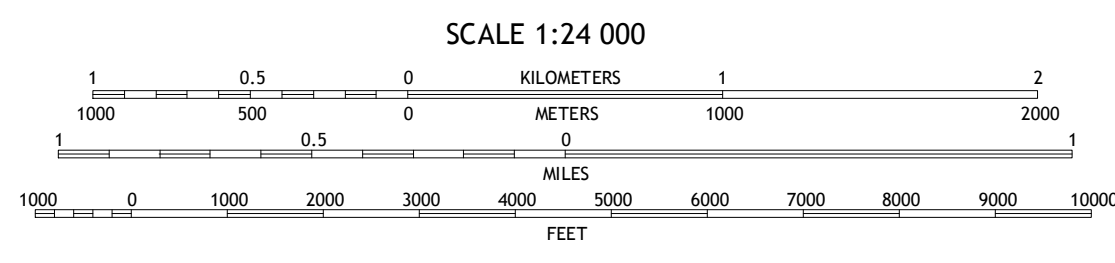 SCALE 1:24 000
1 0.5 0 KILOMETERS 1 2
1000 500 0 METERS 1000 2000
1 0.5 0 1
MILES
1000 0 1000 2000 3000 4000 5000 6000 7000 8000 9000 10000
FEET